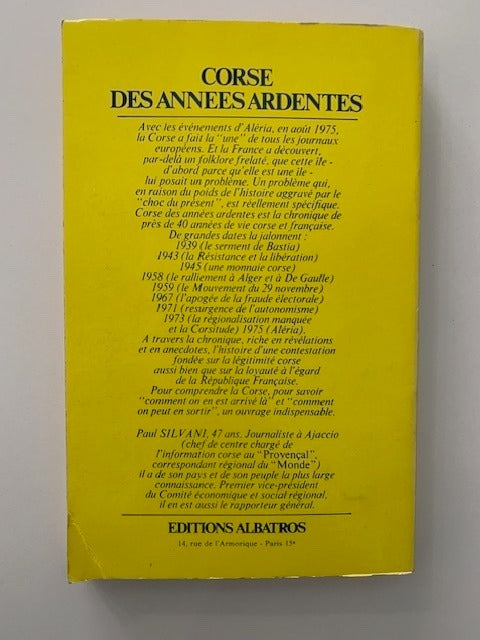 CORSE
DES ANNEES ARDENTES
Avec les événements d'Aléria, en août 1975,
la Corse a fait la "une" de tous les journaux
européens. Et la France a découvert,
par-delà un folklore frelaté, que cette île -
d'abord parce qu'elle est une île -
lui posait un problème. Un problème qui,
en raison du poids de l'histoire aggravé par le
"choc du présent", est réellement spécifique.
Corse des années ardentes est la chronique de
près de 40 années de vie corse et française.
De grandes dates la jalonnent :
1939 (le serment de Bastia)
1943 (la Résistance et la libération)
1945 (une monnaie corse)
1958 (le ralliement à Alger et à De Gaulle)
1959 (le Mouvement du 29 novembre)
1967 (l'apogée de la fraude électorale)
1971 (resurgence de l'autonomisme)
1973 (la régionalisation manquée
et la Corsitude) 1975 (Aléria).
A travers la chronique, riche en révélations
et en anecdotes, l'histoire d'une contestation
fondée sur la légitimité corse
aussi bien que sur la loyauté à l'égard
de la République Française.
Pour comprendre la Corse, pour savoir
"comment on en est arrivé là" et "comment
on peut en sortir", un ouvrage indispensable.
Paul SILVANI, 47 ans. Journaliste à Ajaccio
(chef de centre chargé de
l'information corse au "Provençal",
correspondant régional du "Monde")
il a de son pays et de son peuple la plus large
connaissance. Premier vice-président
du Comité économique et social régional,
il en est aussi le rapporteur général.
EDITIONS ALBATROS
14, rue de l'Armorique - Paris 15e